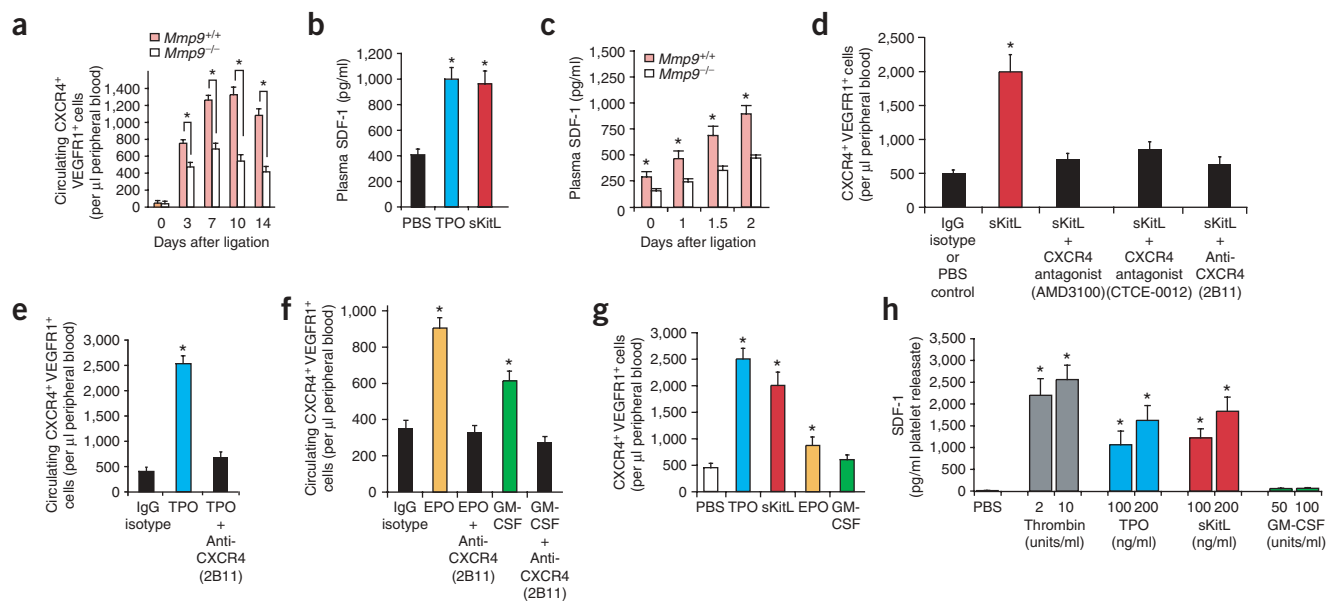 a
Mmp9+/+
Mmp9−/−
Circulating CXCR4+
VEGFR1+ cells
(per µl peripheral blood)
1,400
1,200
1,000
800
600
400
200
0
* * * *
0 3 7 10 14
Days after ligation
b
Plasma SDF-1 (pg/ml)
1,200
1,000
800
600
400
200
0
* *
PBS TPO sKitL
c
Mmp9+/+
Mmp9−/−
Plasma SDF-1 (pg/ml)
1,250
1,000
750
500
250
0
* * * *
0 1 1.5 2
Days after ligation
d
CXCR4+ VEGFR1+ cells
(per µl peripheral blood)
2,500
2,000
1,500
1,000
500
0
*
IgG
isotype
or
PBS
control
sKitL
sKitL
+
CXCR4
antagonist
(AMD3100)
sKitL
+
CXCR4
antagonist
(CTCE-0012)
sKitL
+
Anti-
CXCR4
(2B11)
e
Circulating CXCR4+ VEGFR1+
cells (per µl peripheral blood)
3,000
2,500
2,000
1,500
1,000
500
0
*
IgG
isotype
TPO
TPO
+
Anti-
CXCR4
(2B11)
f
Circulating CXCR4+ VEGFR1+
cells (per µl peripheral blood)
1,000
800
600
400
200
0
* *
IgG
isotype
EPO
EPO
+
Anti-
CXCR4
(2B11)
GM-
CSF
GM-
CSF
+
Anti-
CXCR4
(2B11)
g
CXCR4+ VEGFR1+ cells
(per µl peripheral blood)
3,000
2,500
2,000
1,500
1,000
500
0
* * *
PBS TPO sKitL EPO GM-
CSF
h
SDF-1
(pg/ml platelet releasate)
3,500
3,000
2,500
2,000
1,500
1,000
500
0
* * * * * *
PBS
2 10
Thrombin
(units/ml)
100 200
TPO
(ng/ml)
100 200
sKitL
(ng/ml)
50 100
GM-CSF
(units/ml)